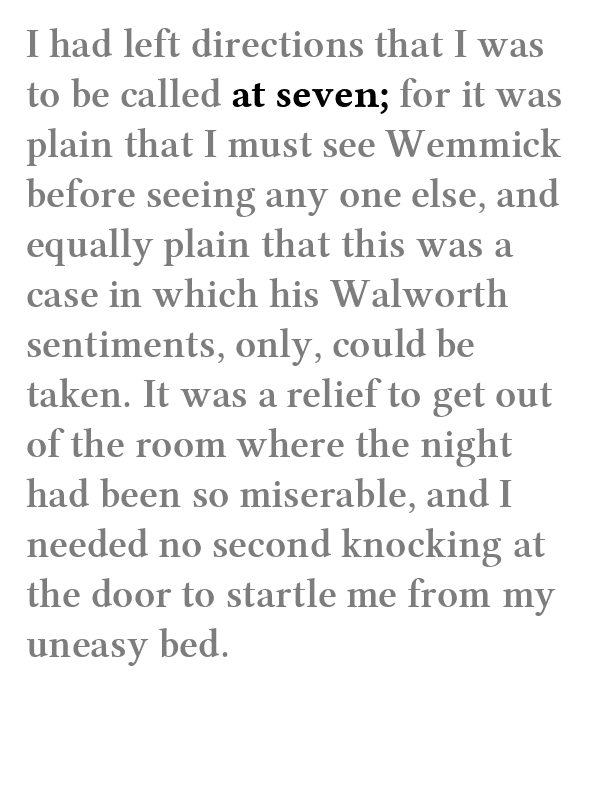 I had left directions that I was
to be called at seven; for it was
plain that I must see Wemmick
before seeing any one else, and
equally plain that this was a
case in which his Walworth
sentiments, only, could be
taken. It was a relief to get out
of the room where the night
had been so miserable, and I
needed no second knocking at
the door to startle me from my
uneasy bed.